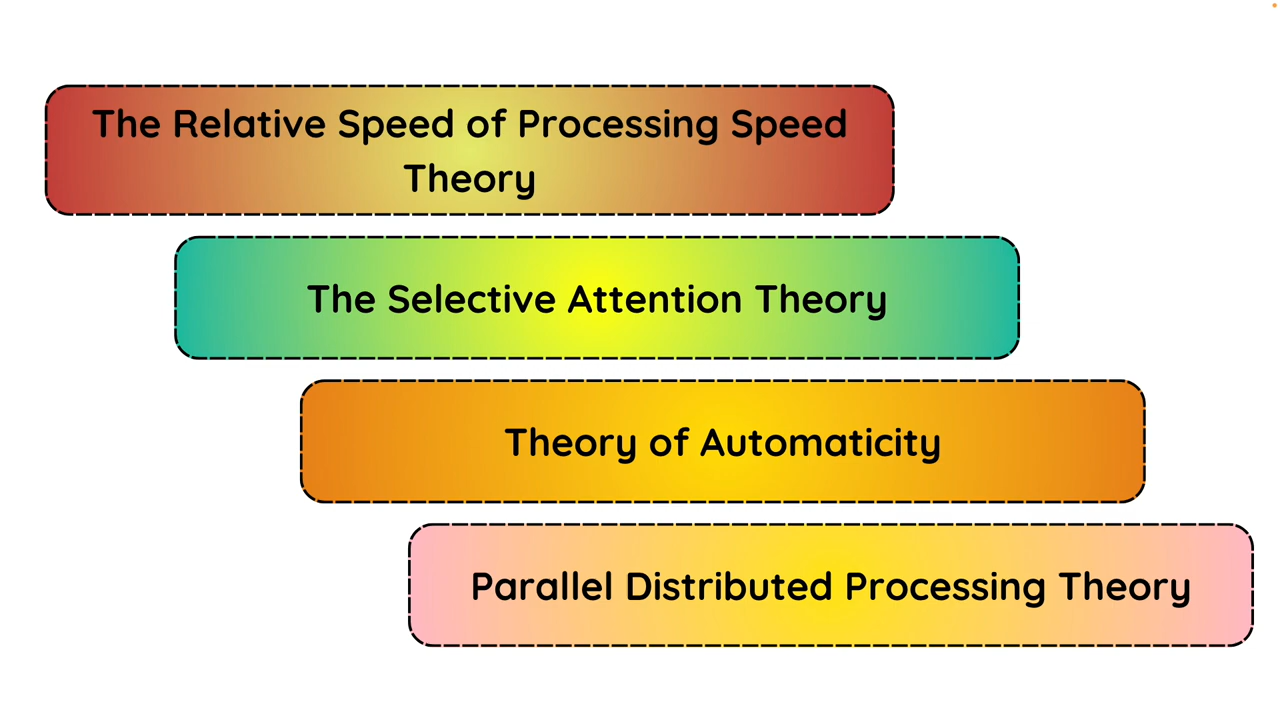 The Relative Speed of Processing Speed
Theory
The Selective Attention Theory
Theory of Automaticity
Parallel Distributed Processing Theory